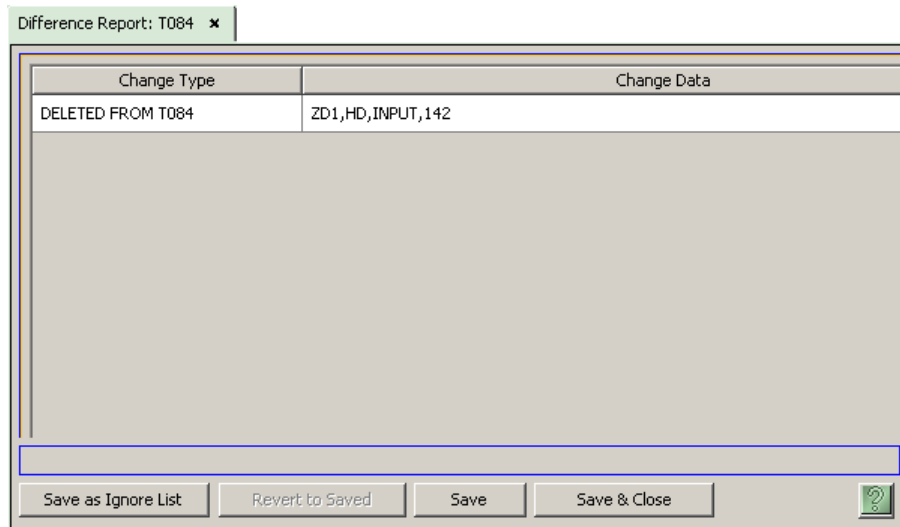 Difference Report: T084 ×
Change Type Change Data
DELETED FROM T084 ZD1,HD,INPUT,142
Save as Ignore List Revert to Saved Save Save & Close ?